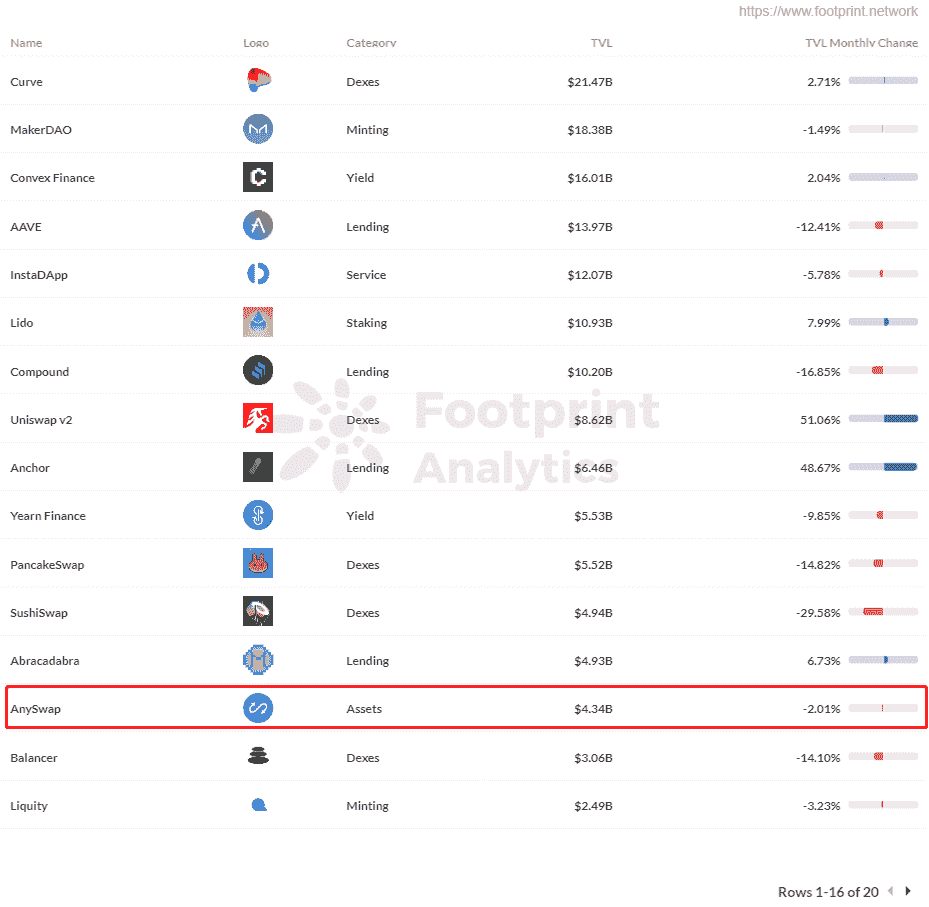 https://www.footprint.network
Name Logo Category TVL TVL Monthly Change
Curve Dexes $21.47B 2.71%
MakerDAO Minting $18.38B -1.49%
Convex Finance Yield $16.01B 2.04%
AAVE Lending $13.97B -12.41%
InstaDApp Service $12.07B -5.78%
Lido Staking $10.93B 7.99%
Compound Lending $10.20B -16.85%
Uniswap v2 Dexes $8.62B 51.06%
Footprint
Analytics
Anchor Lending $6.46B 48.67%
Yearn Finance Yield $5.53B -9.85%
PancakeSwap Dexes $5.52B -14.82%
SushiSwap Dexes $4.94B -29.58%
Abracadabra Lending $4.93B 6.73%
AnySwap Assets $4.34B -2.01%
Balancer Dexes $3.06B -14.10%
Liquity Minting $2.49B -3.23%
Rows 1-16 of 20